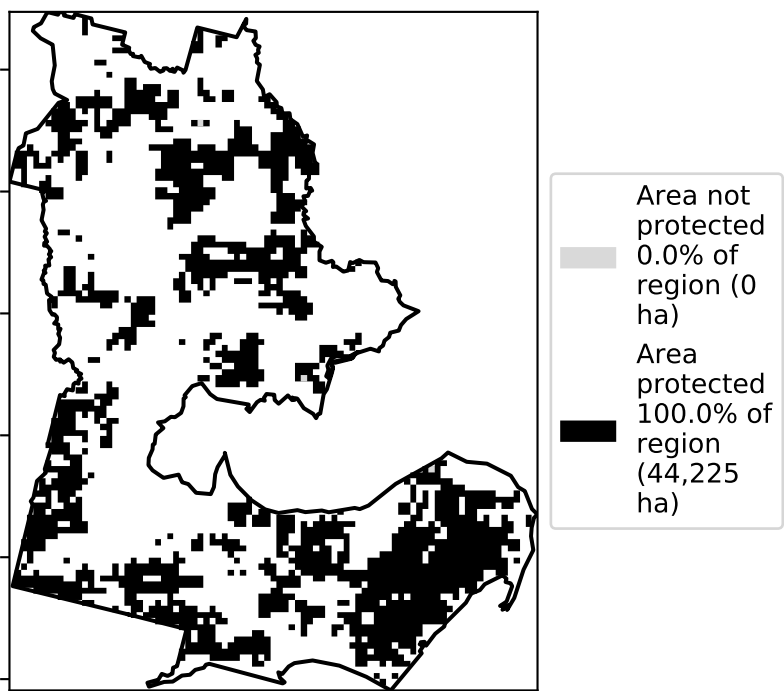 Area not
protected
0.0% of
region (0
ha)
Area
protected
100.0% of
region
(44,225
ha)